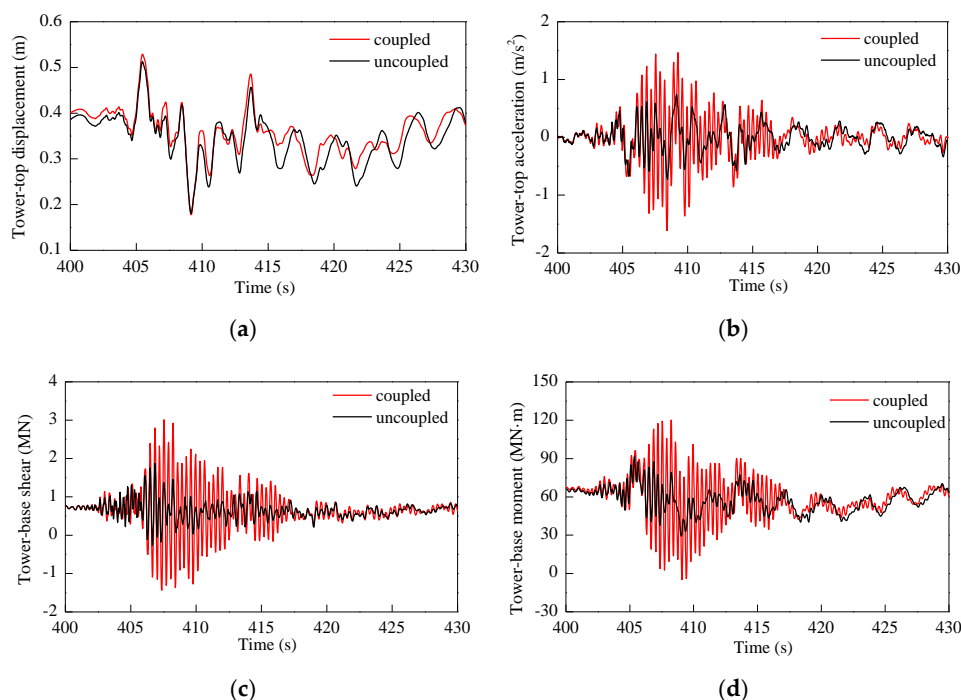 0.6
0.5
0.4
0.3
0.2
0.1
Tower-top displacement (m)
coupled
uncoupled
400 405 410 415 420 425 430
Time (s)
(a)
2
1
0
-1
-2
Tower-top acceleration (m/s²)
coupled
uncoupled
400 405 410 415 420 425 430
Time (s)
(b)
4
3
2
1
0
-1
-2
Tower-base shear (MN)
coupled
uncoupled
400 405 410 415 420 425 430
Time (s)
(c)
150
120
90
60
30
0
-30
Tower-base moment (MN·m)
coupled
uncoupled
400 405 410 415 420 425 430
Time (s)
(d)